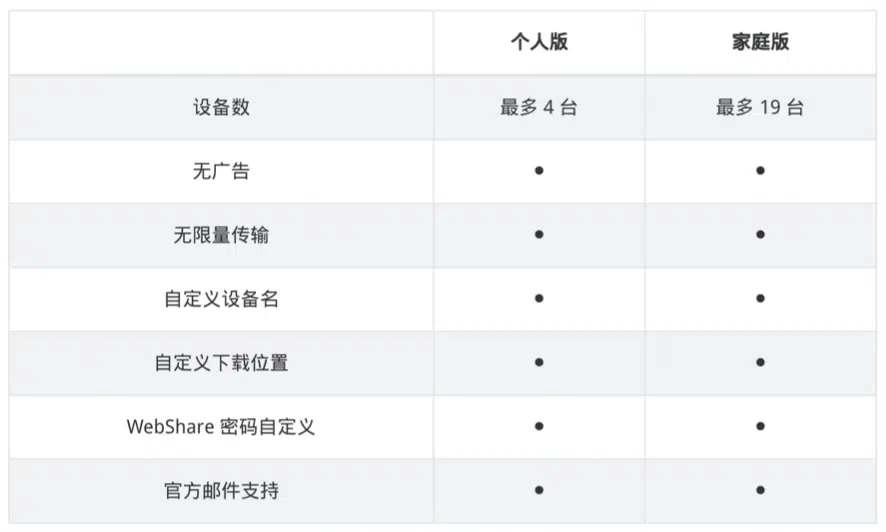 个人版 家庭版
设备数 最多 4 台 最多 19 台
无广告 ● ●
无限量传输 ● ●
自定义设备名 ● ●
自定义下载位置 ● ●
WebShare 密码自定义 ● ●
官方邮件支持 ● ●